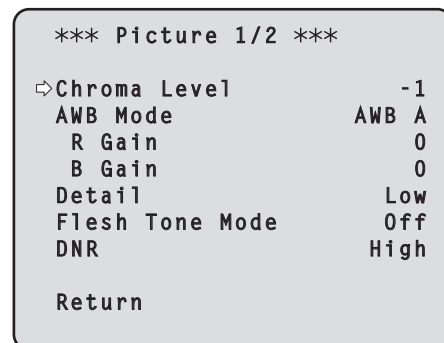 *** Picture 1/2 ***
⇨Chroma Level -1
AWB Mode AWB A
R Gain 0
B Gain 0
Detail Low
Flesh Tone Mode Off
DNR High
Return